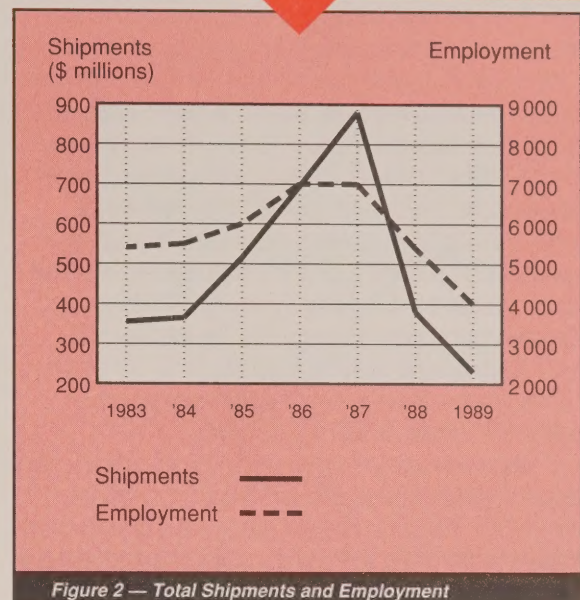 Shipments
($ millions)
Employment
900
800
700
600
500
400
300
200
9 000
8 000
7 000
6 000
5 000
4 000
3 000
2 000
1983 '84 '85 '86 '87 '88 1989
Shipments
Employment
Figure 2 — Total Shipments and Employment